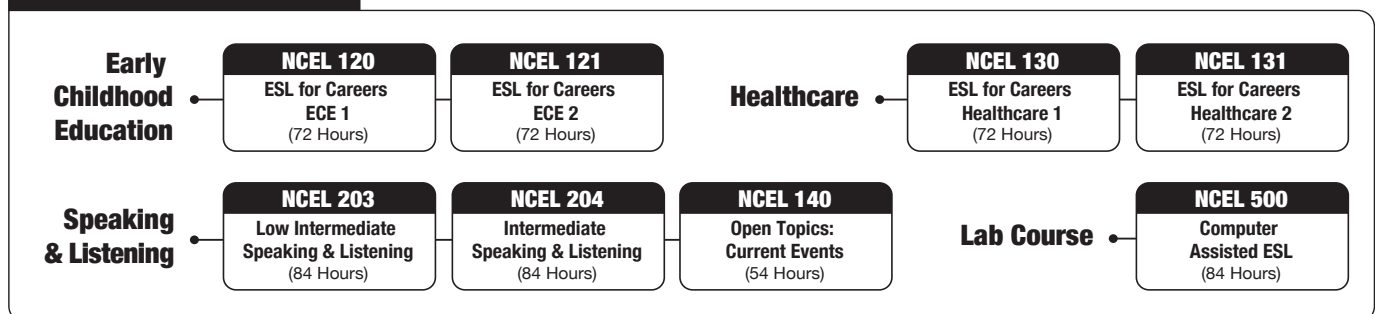 Early
Childhood
Education
NCEL 120
ESL for Careers
ECE 1
(72 Hours)
NCEL 121
ESL for Careers
ECE 2
(72 Hours)
Healthcare
NCEL 130
ESL for Careers
Healthcare 1
(72 Hours)
NCEL 131
ESL for Careers
Healthcare 2
(72 Hours)
Speaking
& Listening
NCEL 203
Low Intermediate
Speaking & Listening
(84 Hours)
NCEL 204
Intermediate
Speaking & Listening
(84 Hours)
NCEL 140
Open Topics:
Current Events
(54 Hours)
Lab Course
NCEL 500
Computer
Assisted ESL
(84 Hours)